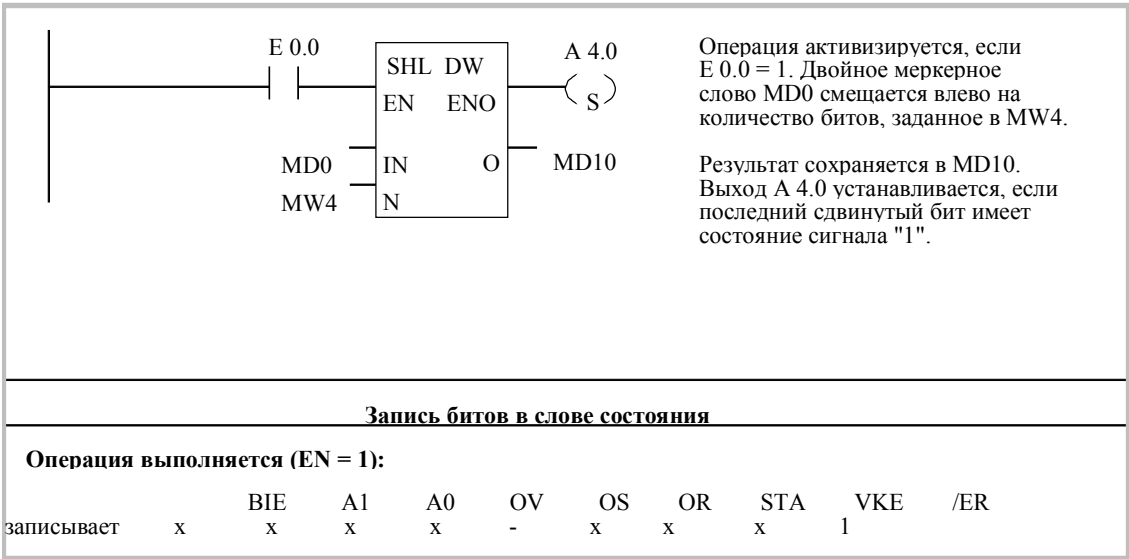 E 0.0
SHL DW
A 4.0
EN ENO
S
MD0 IN O MD10
MW4 N
Операция активизируется, если
E 0.0 = 1. Двойное меркерное
слово MD0 смещается влево на
количество битов, заданное в MW4.
Результат сохраняется в MD10.
Выход A 4.0 устанавливается, если
последний сдвинутый бит имеет
состояние сигнала "1".
Запись битов в слове состояния
Операция выполняется (EN = 1):
BIE A1 A0 OV OS OR STA VKE /ER
записывает x x x x - x x x 1